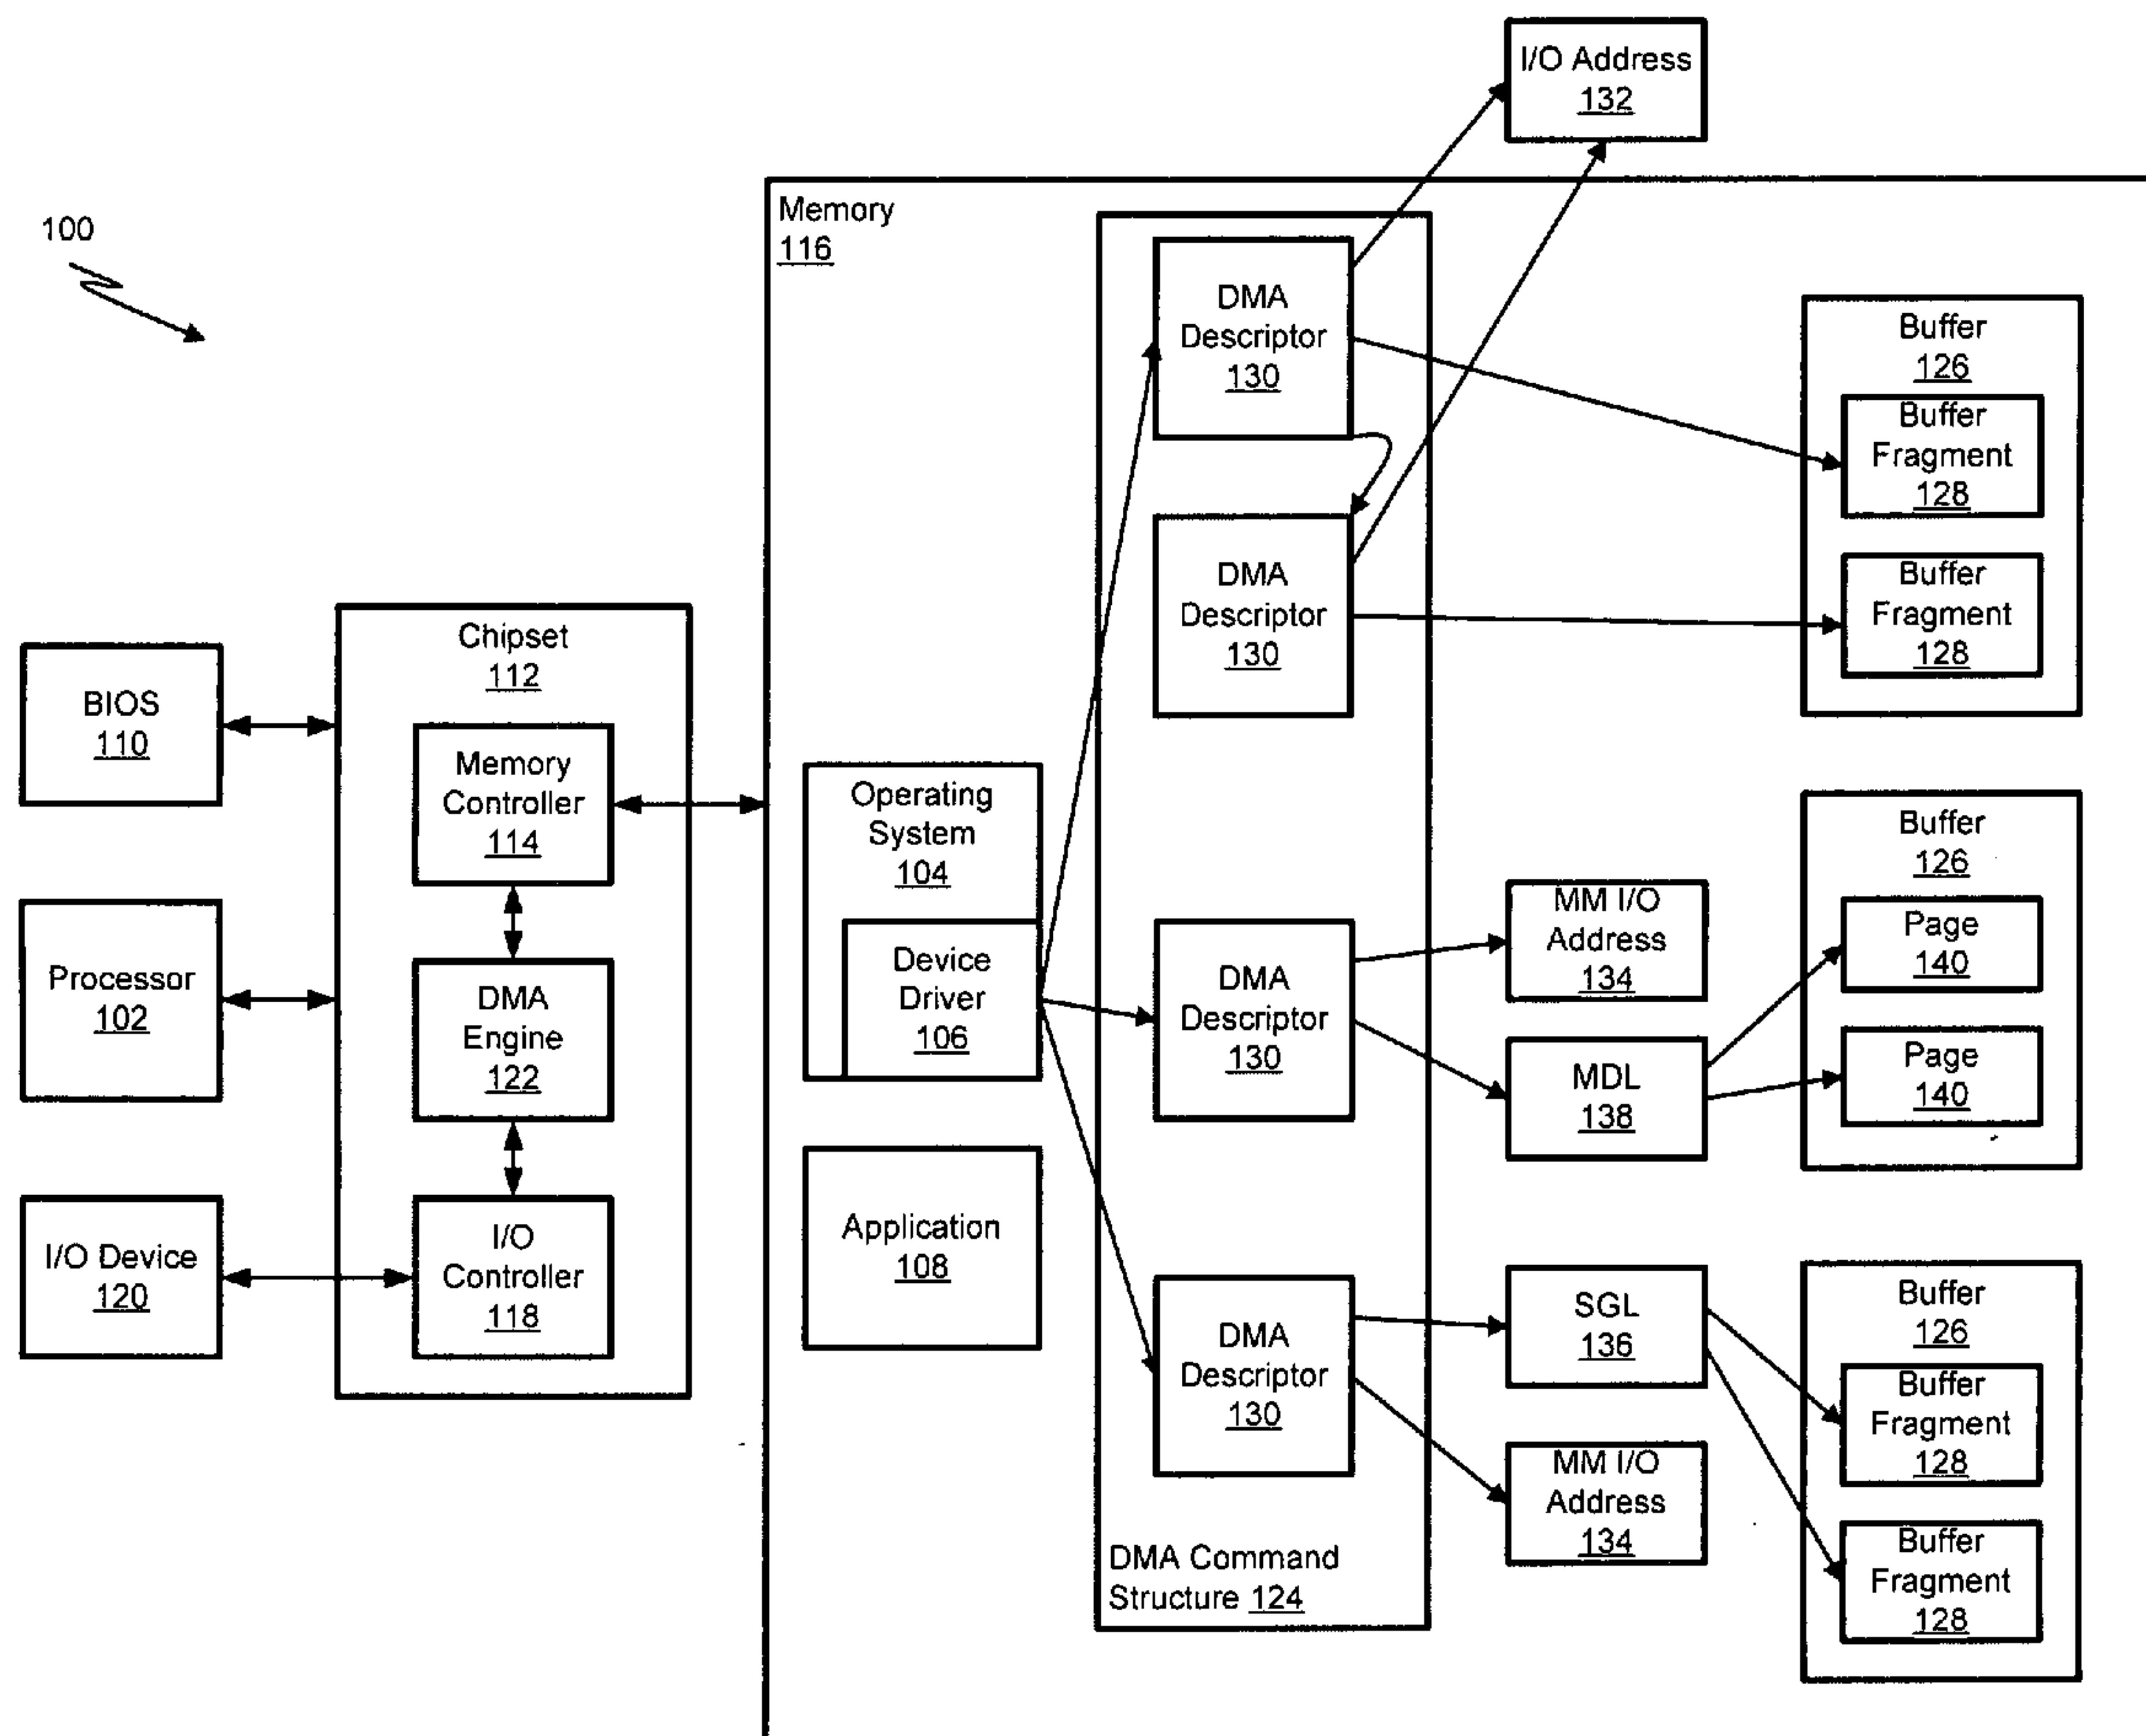 I/O Address
132
100
Memory
116
DMA
Descriptor
130
Buffer
126
Buffer
Fragment
128
DMA
Descriptor
130
Buffer
Fragment
128
Chipset
112
BIOS
110
Memory
Controller
114
Operating
System
104
Device
Driver
106
DMA
Descriptor
130
MM I/O
Address
134
MDL
138
Buffer
126
Page
140
Page
140
Processor
102
DMA
Engine
122
I/O Device
120
I/O
Controller
118
Application
108
DMA
Descriptor
130
SGL
136
MM I/O
Address
134
Buffer
126
Buffer
Fragment
128
Buffer
Fragment
128
DMA Command
Structure 124